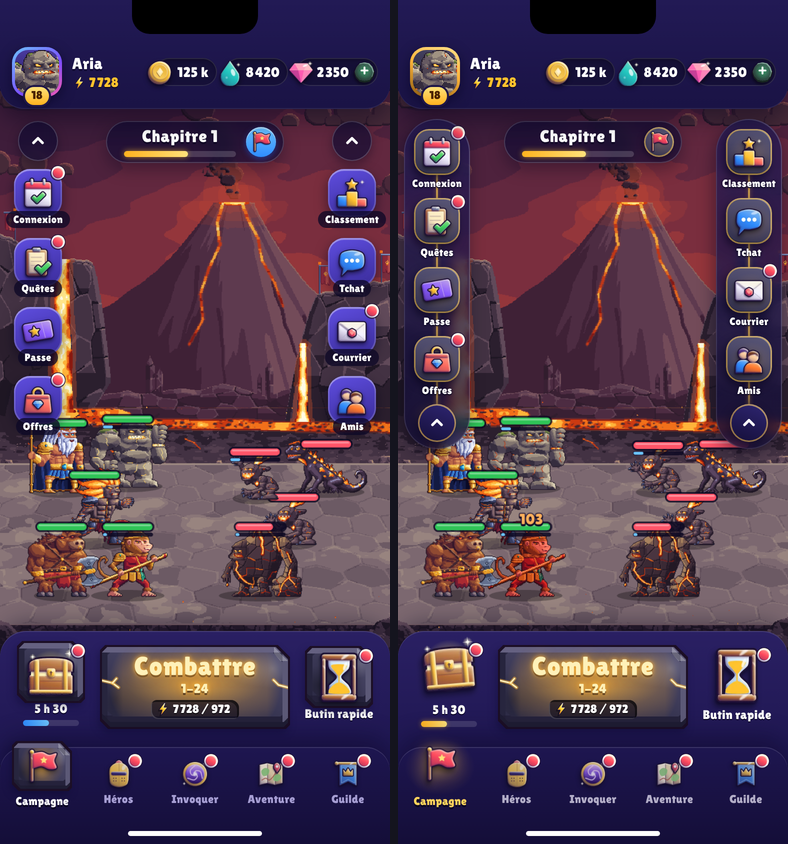 Aria
7728
18
125 k
8420
2350
Chapitre 1
Connexion
Quêtes
Passe
Offres
Classement
Tchat
Courrier
Amis
5 h 30
Combattre
1-24
7728 / 972
Butin rapide
Campagne
Héros
Invoquer
Aventure
Guilde
Aria
7728
18
125 k
8420
2350
Chapitre 1
Connexion
Quêtes
Passe
Offres
Classement
Tchat
Courrier
Amis
103
5 h 30
Combattre
1-24
7728 / 972
Butin rapide
Campagne
Héros
Invoquer
Aventure
Guilde